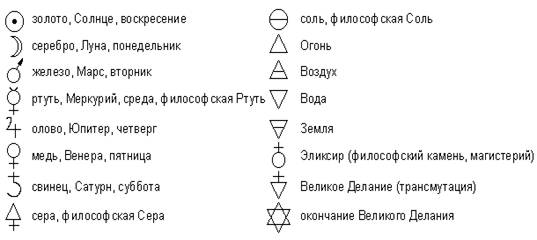 золото, Солнце, воскресение
серебро, Луна, понедельник
железо, Марс, вторник
ртуть, Меркурий, среда, философская Ртуть
олово, Юпитер, четверг
медь, Венера, пятница
свинец, Сатурн, суббота
сера, философская Сера
соль, философская Соль
Огонь
Воздух
Вода
Земля
Эликсир (философский камень, магистерий)
Великое Делание (трансмутация)
окончание Великого Делания